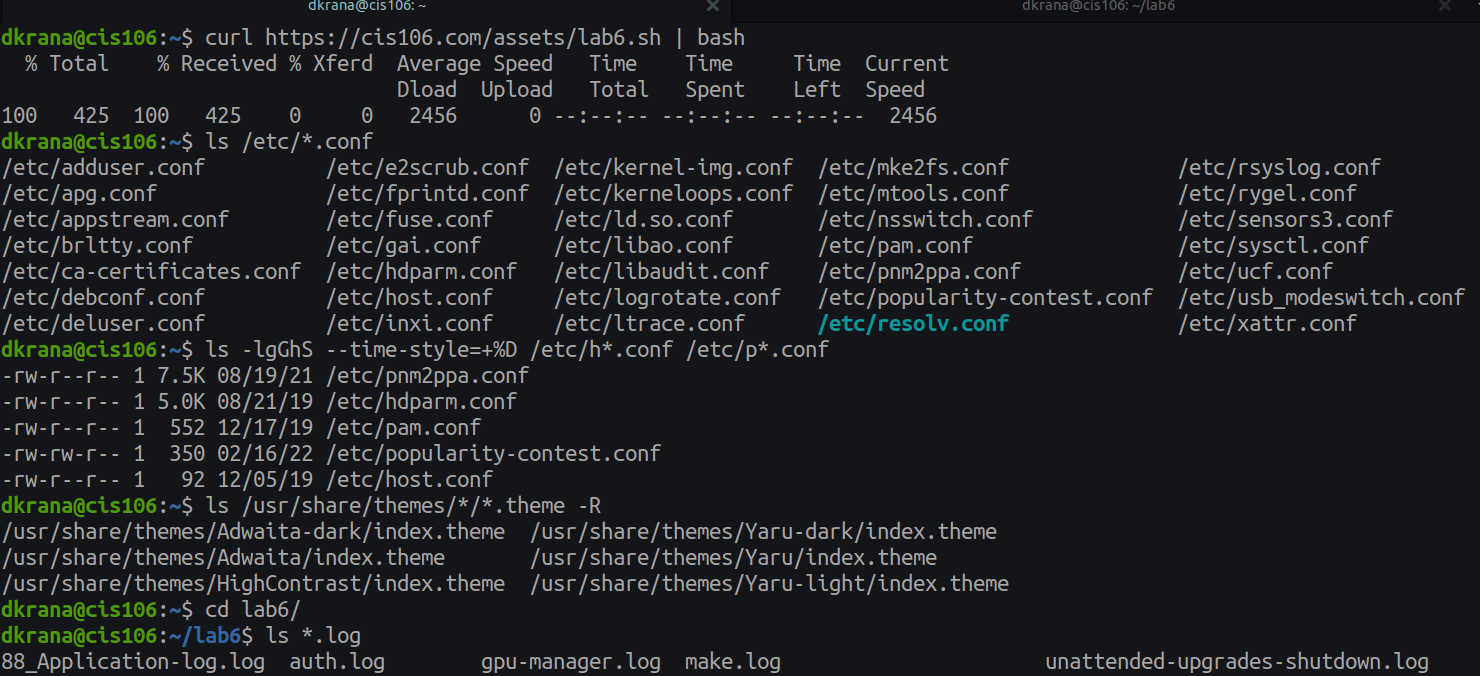 dkrana@cis106: ~ × dkrana@cis106: ~/lab6 ×
dkrana@cis106:~$ curl https://cis106.com/assets/lab6.sh | bash
  % Total    % Received % Xferd  Average Speed   Time    Time     Time  Current
                                 Dload  Upload   Total   Spent    Left  Speed
100   425  100   425    0     0   2456      0 --:--:-- --:--:-- --:--:--  2456
dkrana@cis106:~$ ls /etc/*.conf
/etc/adduser.conf          /etc/e2scrub.conf  /etc/kernel-img.conf  /etc/mke2fs.conf              /etc/rsyslog.conf
/etc/apg.conf              /etc/fprintd.conf  /etc/kerneloops.conf  /etc/mtools.conf              /etc/rygel.conf
/etc/appstream.conf        /etc/fuse.conf     /etc/ld.so.conf       /etc/nsswitch.conf            /etc/sensors3.conf
/etc/brltty.conf           /etc/gai.conf      /etc/libao.conf       /etc/pam.conf                 /etc/sysctl.conf
/etc/ca-certificates.conf  /etc/hdparm.conf   /etc/libaudit.conf    /etc/pnm2ppa.conf             /etc/ucf.conf
/etc/debconf.conf          /etc/host.conf     /etc/logrotate.conf   /etc/popularity-contest.conf  /etc/usb_modeswitch.conf
/etc/deluser.conf          /etc/inxi.conf     /etc/ltrace.conf      /etc/resolv.conf              /etc/xattr.conf
dkrana@cis106:~$ ls -lgGhS --time-style=+%D /etc/h*.conf /etc/p*.conf
-rw-r--r-- 1 7.5K 08/19/21 /etc/pnm2ppa.conf
-rw-r--r-- 1 5.0K 08/21/19 /etc/hdparm.conf
-rw-r--r-- 1  552 12/17/19 /etc/pam.conf
-rw-rw-r-- 1  350 02/16/22 /etc/popularity-contest.conf
-rw-r--r-- 1   92 12/05/19 /etc/host.conf
dkrana@cis106:~$ ls /usr/share/themes/*/*.theme -R
/usr/share/themes/Adwaita-dark/index.theme  /usr/share/themes/Yaru-dark/index.theme
/usr/share/themes/Adwaita/index.theme       /usr/share/themes/Yaru/index.theme
/usr/share/themes/HighContrast/index.theme  /usr/share/themes/Yaru-light/index.theme
dkrana@cis106:~$ cd lab6/
dkrana@cis106:~/lab6$ ls *.log
88_Application-log.log  auth.log        gpu-manager.log  make.log                      unattended-upgrades-shutdown.log